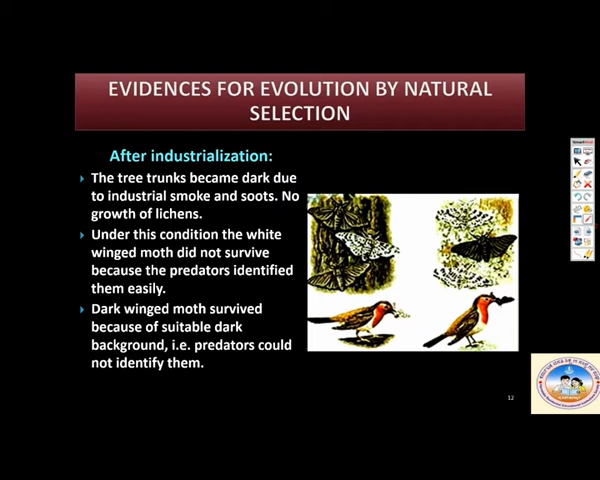 EVIDENCES FOR EVOLUTION BY NATURAL
SELECTION
After industrialization:
The tree trunks became dark due
to industrial smoke and soots. No
growth of lichens.
Under this condition the white
winged moth did not survive
because the predators identified
them easily.
Dark winged moth survived
because of suitable dark
background, i.e. predators could
not identify them.
12